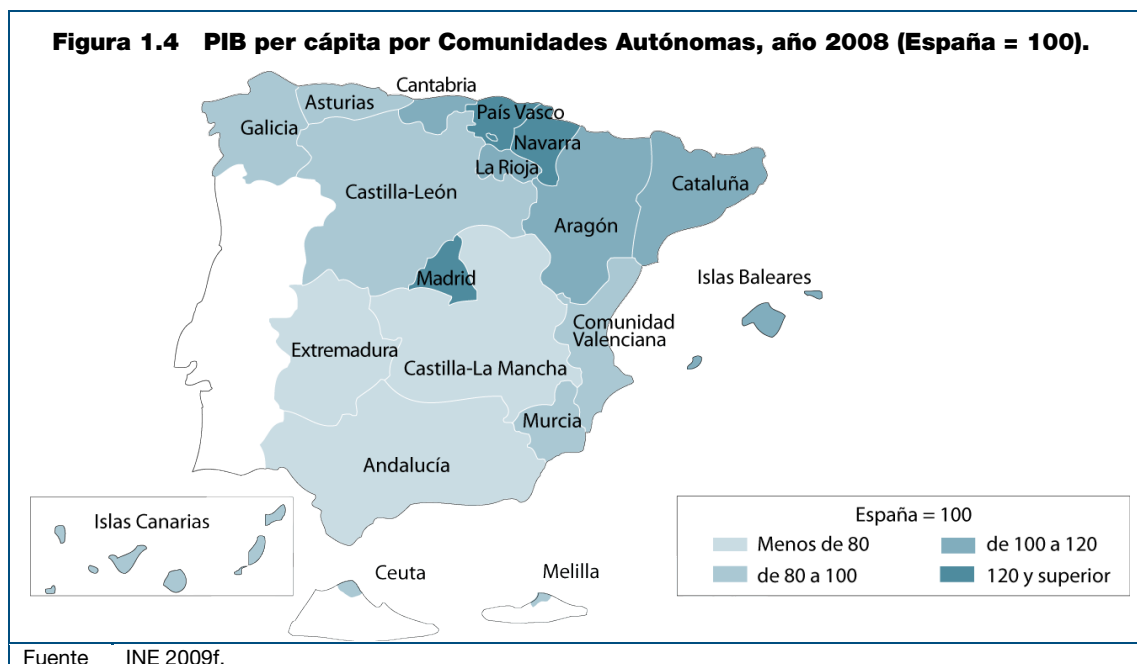 Figura 1.4 PIB per cápita por Comunidades Autónomas, año 2008 (España = 100).
Cantabria
Asturias
País Vasco
Galicia
Navarra
La Rioja
Cataluña
Castilla-León
Aragón
Madrid
Islas Baleares
Comunidad
Valenciana
Extremadura
Castilla-La Mancha
Murcia
Andalucía
Islas Canarias
Ceuta
Melilla
España = 100
Menos de 80
de 100 a 120
de 80 a 100
120 y superior
Fuente INE 2009f.